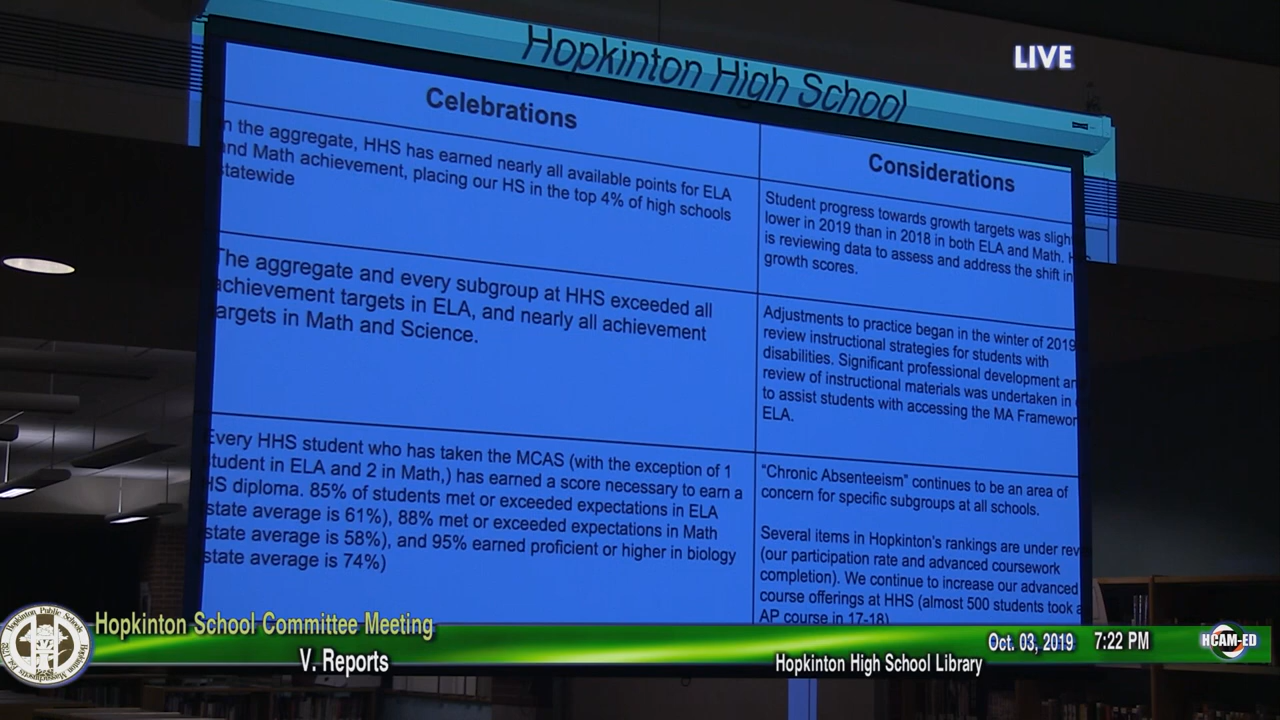 Hopkinton High School
LIVE
Celebrations
n the aggregate, HHS has earned nearly all available points for ELA
nd Math achievement, placing our HS in the top 4% of high schools
tatewide
The aggregate and every subgroup at HHS exceeded all
achievement targets in ELA, and nearly all achievement
argets in Math and Science.
Every HHS student who has taken the MCAS (with the exception of 1
tudent in ELA and 2 in Math,) has earned a score necessary to earn a
HS diploma. 85% of students met or exceeded expectations in ELA
state average is 61%), 88% met or exceeded expectations in Math
state average is 58%), and 95% earned proficient or higher in biology
state average is 74%)
Considerations
Student progress towards growth targets was sligh
lower in 2019 than in 2018 in both ELA and Math. H
is reviewing data to assess and address the shift in
growth scores.
Adjustments to practice began in the winter of 2019
review instructional strategies for students with
disabilities. Significant professional development an
review of instructional materials was undertaken in
to assist students with accessing the MA Framewor
ELA.
“Chronic Absenteeism” continues to be an area of
concern for specific subgroups at all schools.
Several items in Hopkinton's rankings are under rev
(our participation rate and advanced coursework
completion). We continue to increase our advanced
course offerings at HHS (almost 500 students took a
AP course in 17-18)
Hopkinton Public Schools
Hopkinton School Committee Meeting
V. Reports
Oct. 03, 2019 7:22 PM
Hopkinton High School Library
HCAM-ED